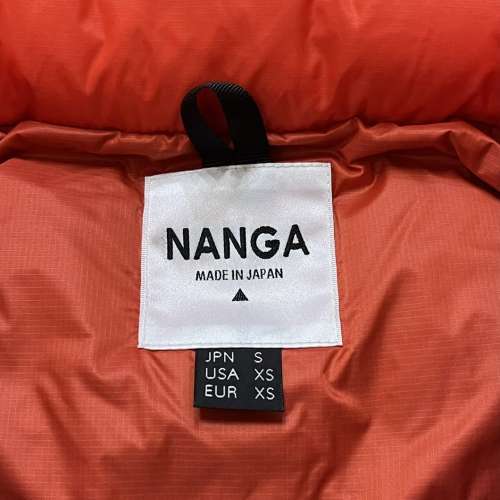 NANGA
MADE IN JAPAN
JPN S
USA XS
EUR XS